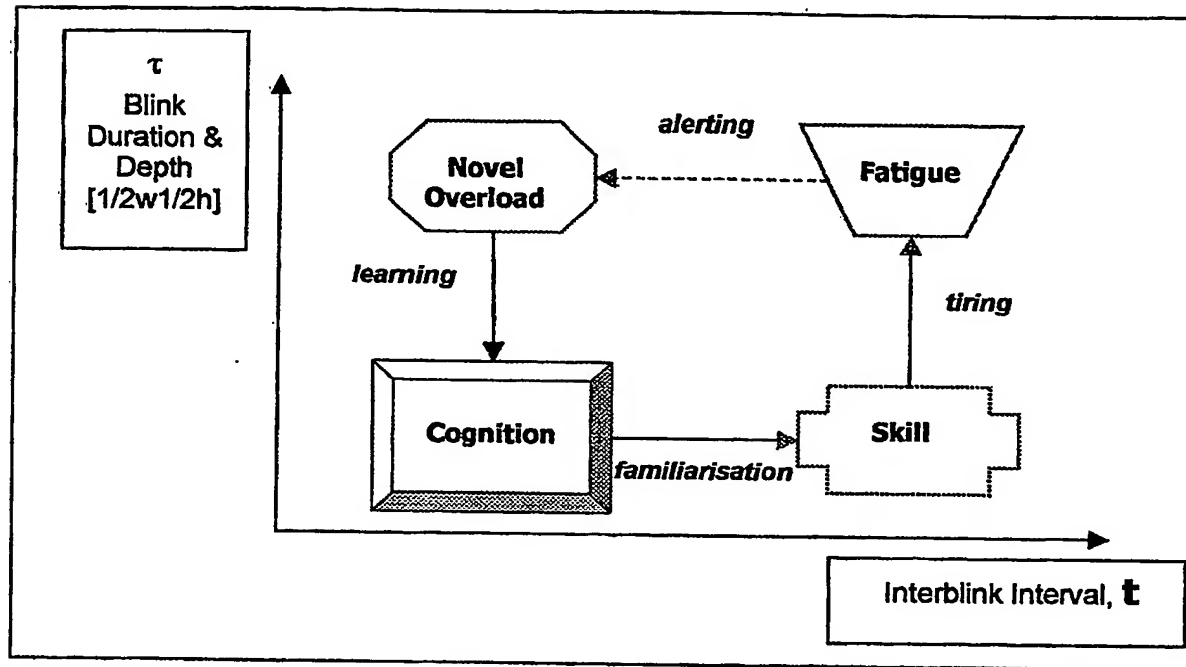 τ
Blink
Duration &
Depth
[1/2w1/2h]
Novel
Overload
alerting
Fatigue
learning
tiring
Cognition
familiarisation
Skill
Interblink Interval, t